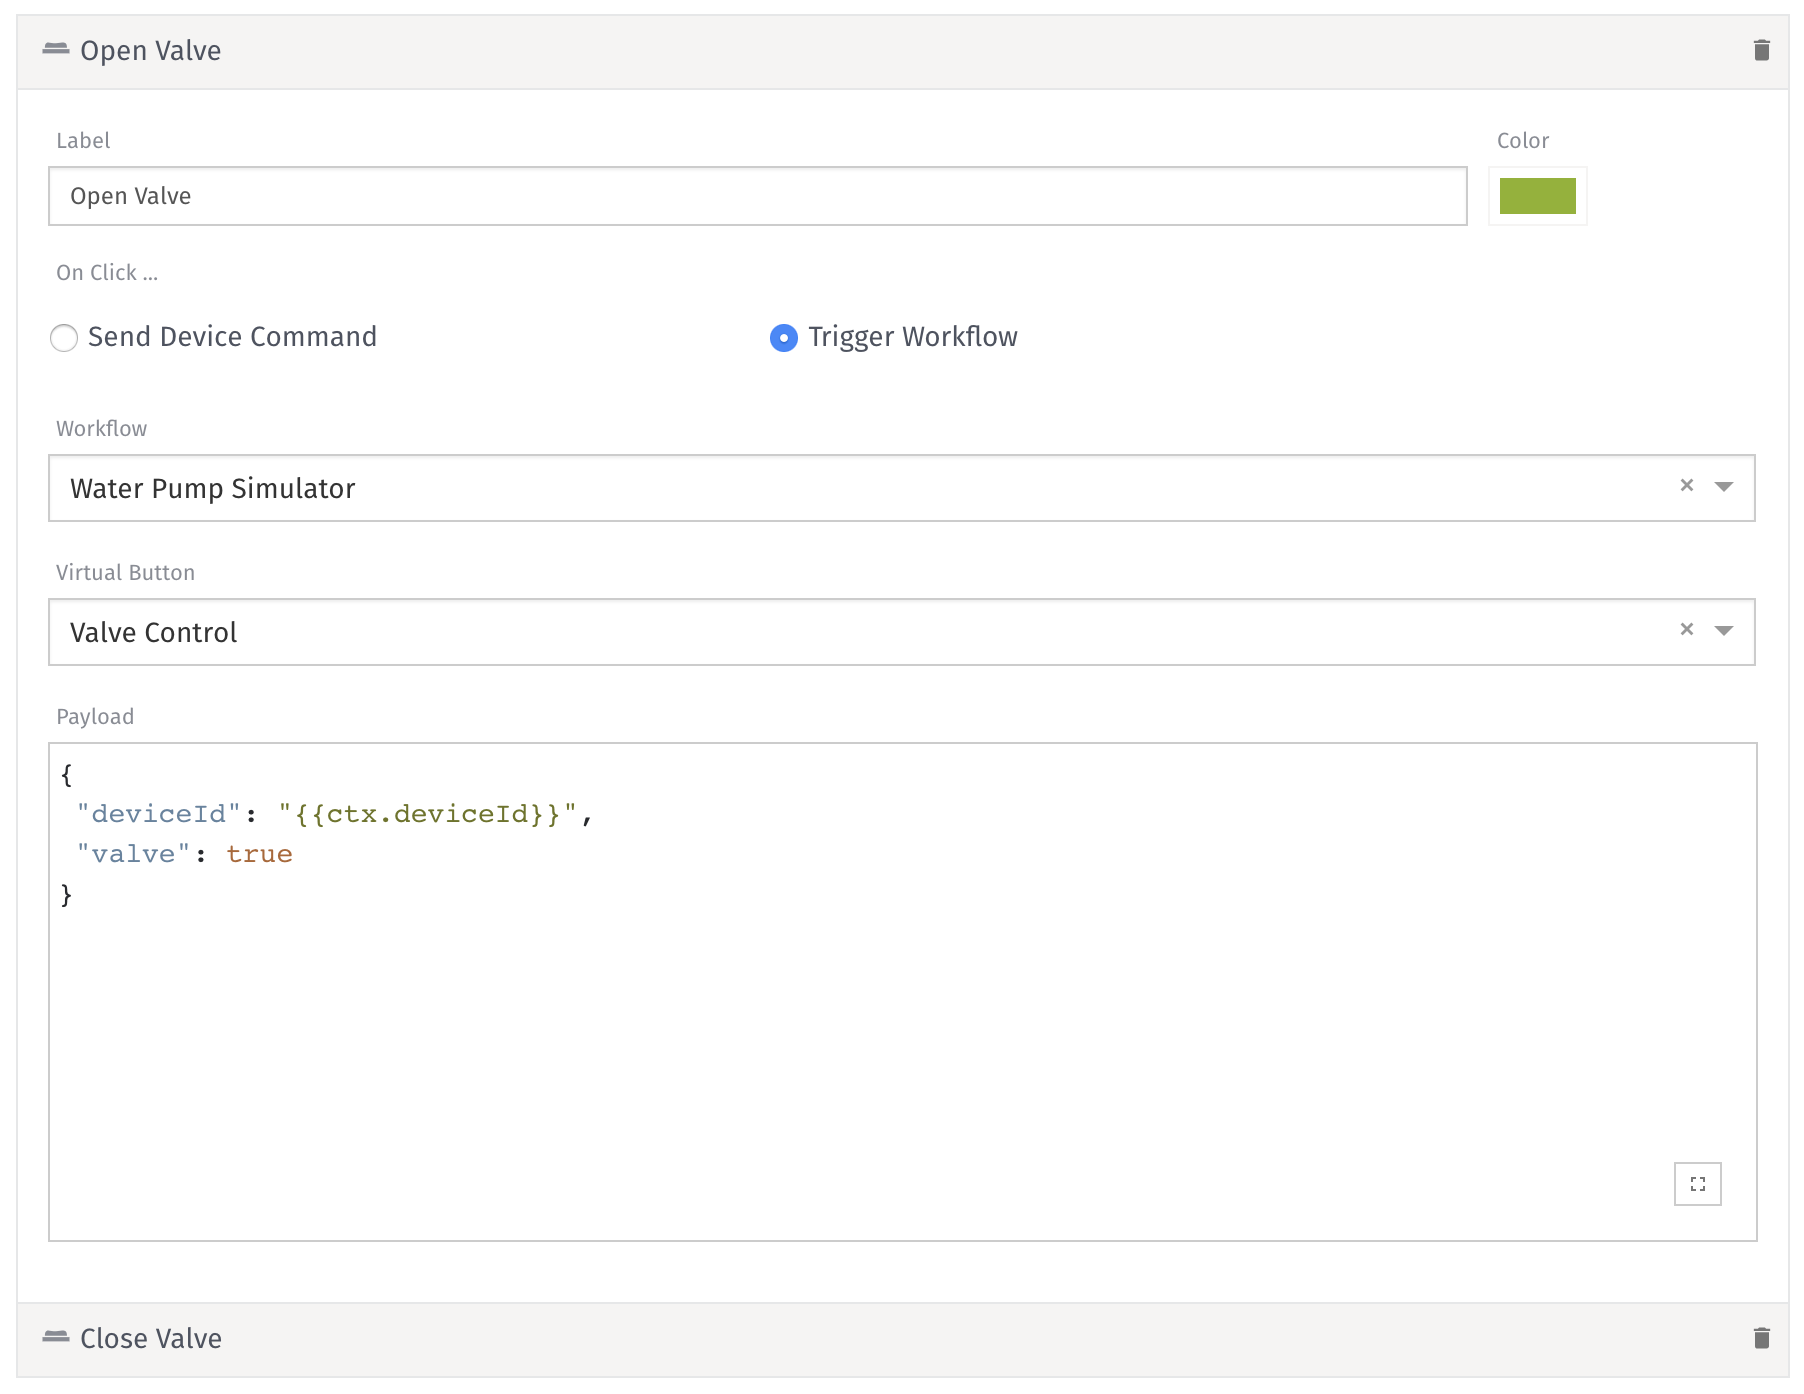 Open Valve
Label
Color
Open Valve
On Click ...
Send Device Command
Trigger Workflow
Workflow
Water Pump Simulator
Virtual Button
Valve Control
Payload
{
 "deviceId": "{{ctx.deviceId}}",
 "valve": true
}
Close Valve